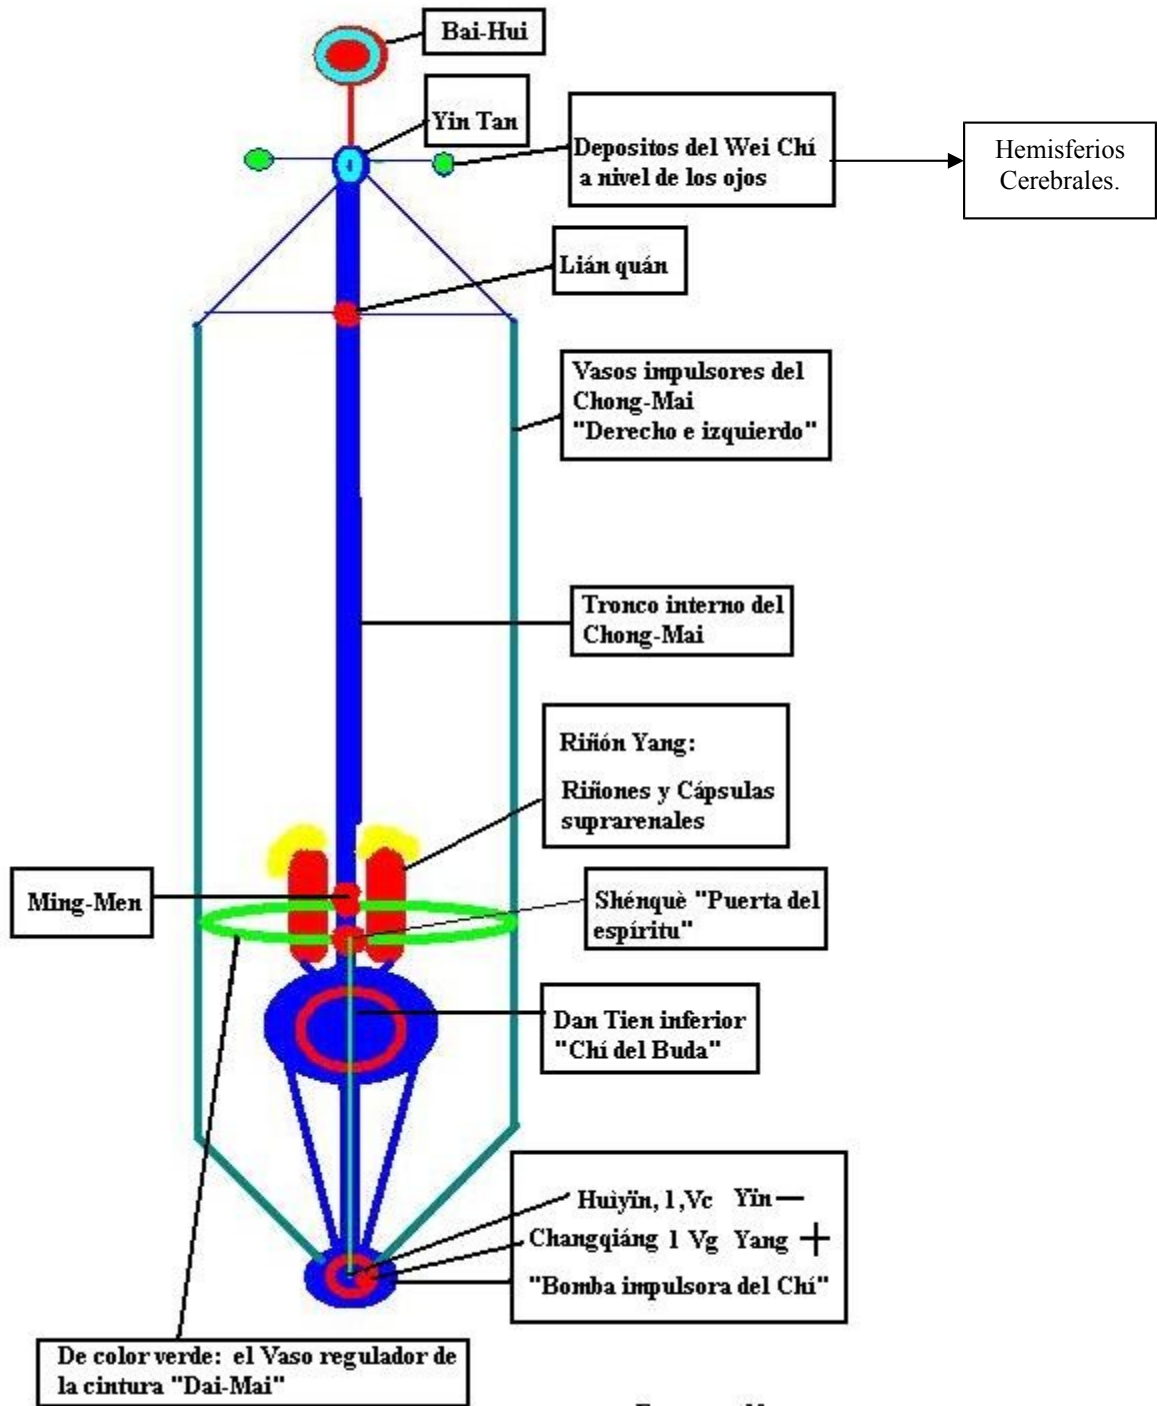 Bai-Hui
Yin Tan
Depositos del Wei Chí
a nivel de los ojos
Hemisferios
Cerebrales.
Lián quán
Vasos impulsores del
Chong-Mai
"Derecho e izquierdo"
Tronco interno del
Chong-Mai
Riñón Yang:
Riñones y Cápsulas
suprarenales
Ming-Men
Shénquè "Puerta del
espíritu"
Dan Tien inferior
"Chí del Buda"
Huìyïn, 1,Vc Yïn —
Changqiáng 1 Vg Yang +
"Bomba impulsora del Chí"
De color verde: el Vaso regulador de
la cintura "Dai-Mai"